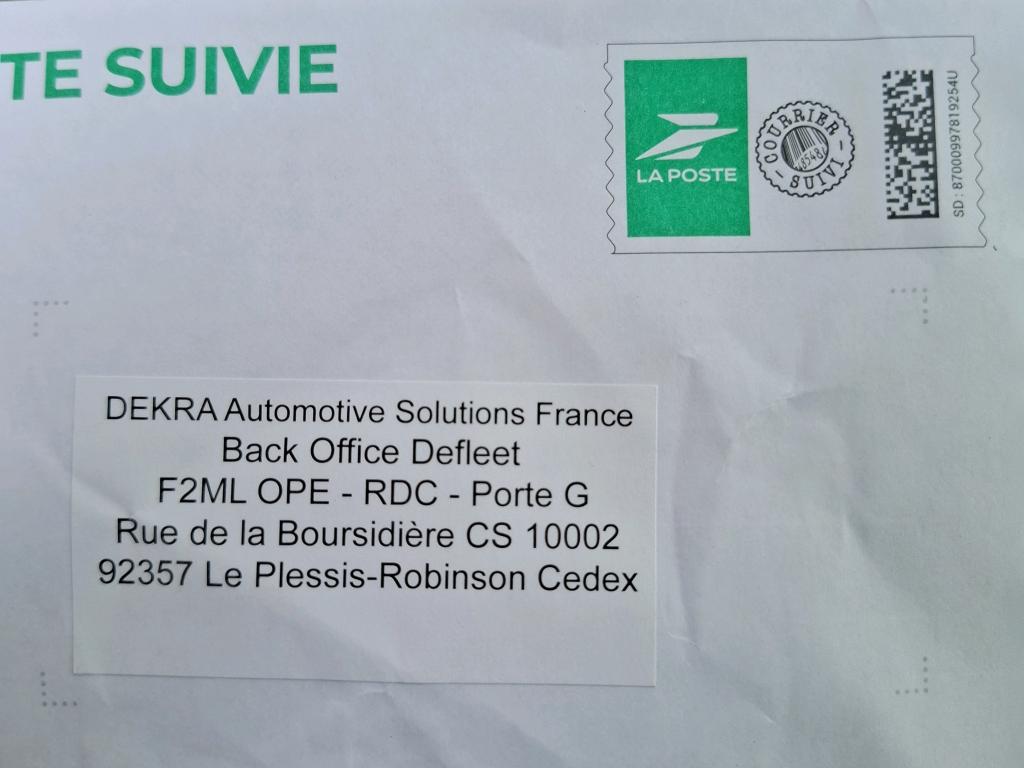 TE SUIVIE
LA POSTE
COURRIER
SUIVI
SD : 87000997819254U
DEKRA Automotive Solutions France
Back Office Defleet
F2ML OPE - RDC - Porte G
Rue de la Boursidière CS 10002
92357 Le Plessis-Robinson Cedex